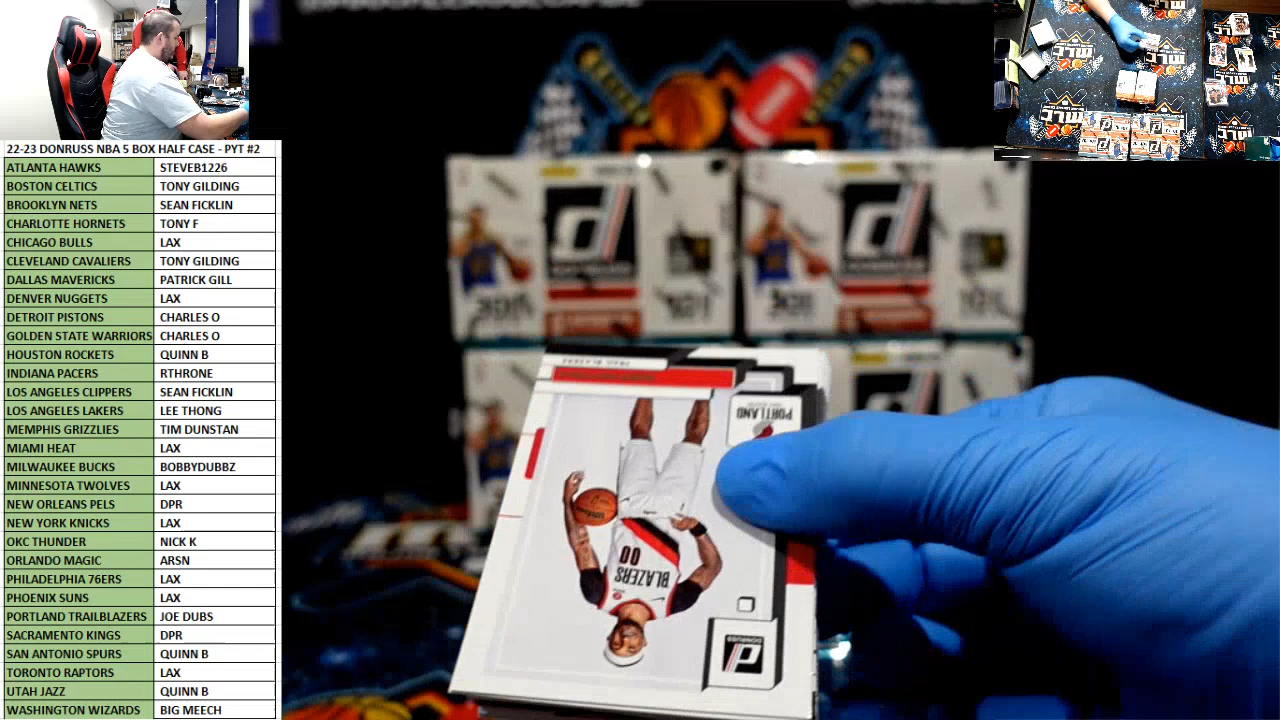 22-23 DONRUSS NBA 5 BOX HALF CASE - PYT #2
ATLANTA HAWKS STEVEB1226
BOSTON CELTICS TONY GILDING
BROOKLYN NETS SEAN FICKLIN
CHARLOTTE HORNETS TONY F
CHICAGO BULLS LAX
CLEVELAND CAVALIERS TONY GILDING
DALLAS MAVERICKS PATRICK GILL
DENVER NUGGETS LAX
DETROIT PISTONS CHARLES O
GOLDEN STATE WARRIORS CHARLES O
HOUSTON ROCKETS QUINN B
INDIANA PACERS RTHRONE
LOS ANGELES CLIPPERS SEAN FICKLIN
LOS ANGELES LAKERS LEE THONG
MEMPHIS GRIZZLIES TIM DUNSTAN
MIAMI HEAT LAX
MILWAUKEE BUCKS BOBBYDUBBZ
MINNESOTA TWOLVES LAX
NEW ORLEANS PELS DPR
NEW YORK KNICKS LAX
OKC THUNDER NICK K
ORLANDO MAGIC ARSN
PHILADELPHIA 76ERS LAX
PHOENIX SUNS LAX
PORTLAND TRAILBLAZERS JOE DUBS
SACRAMENTO KINGS DPR
SAN ANTONIO SPURS QUINN B
TORONTO RAPTORS LAX
UTAH JAZZ QUINN B
WASHINGTON WIZARDS BIG MEECH
PORTLAND
BLAZERS
00
DONRUSS